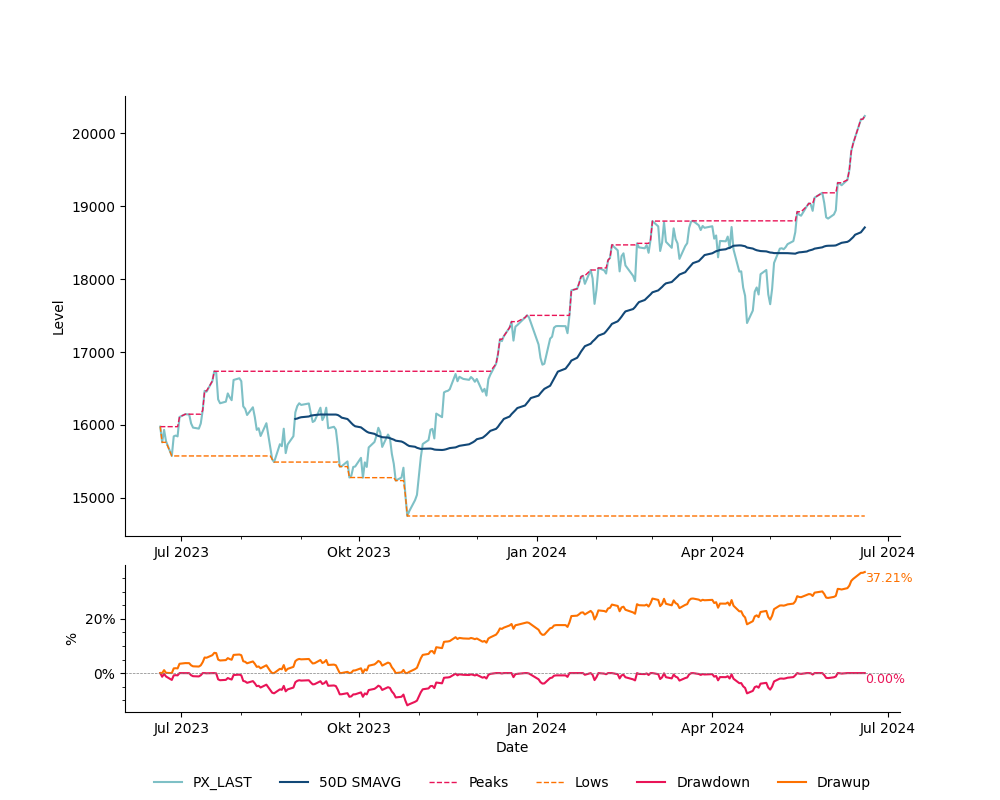 20000
19000
18000
17000
16000
15000
Level
Jul 2023 Okt 2023 Jan 2024 Apr 2024 Jul 2024
37.21%
20%
%
0%
0.00%
Jul 2023 Okt 2023 Jan 2024 Apr 2024 Jul 2024
Date
PX_LAST 50D SMAVG Peaks Lows Drawdown Drawup